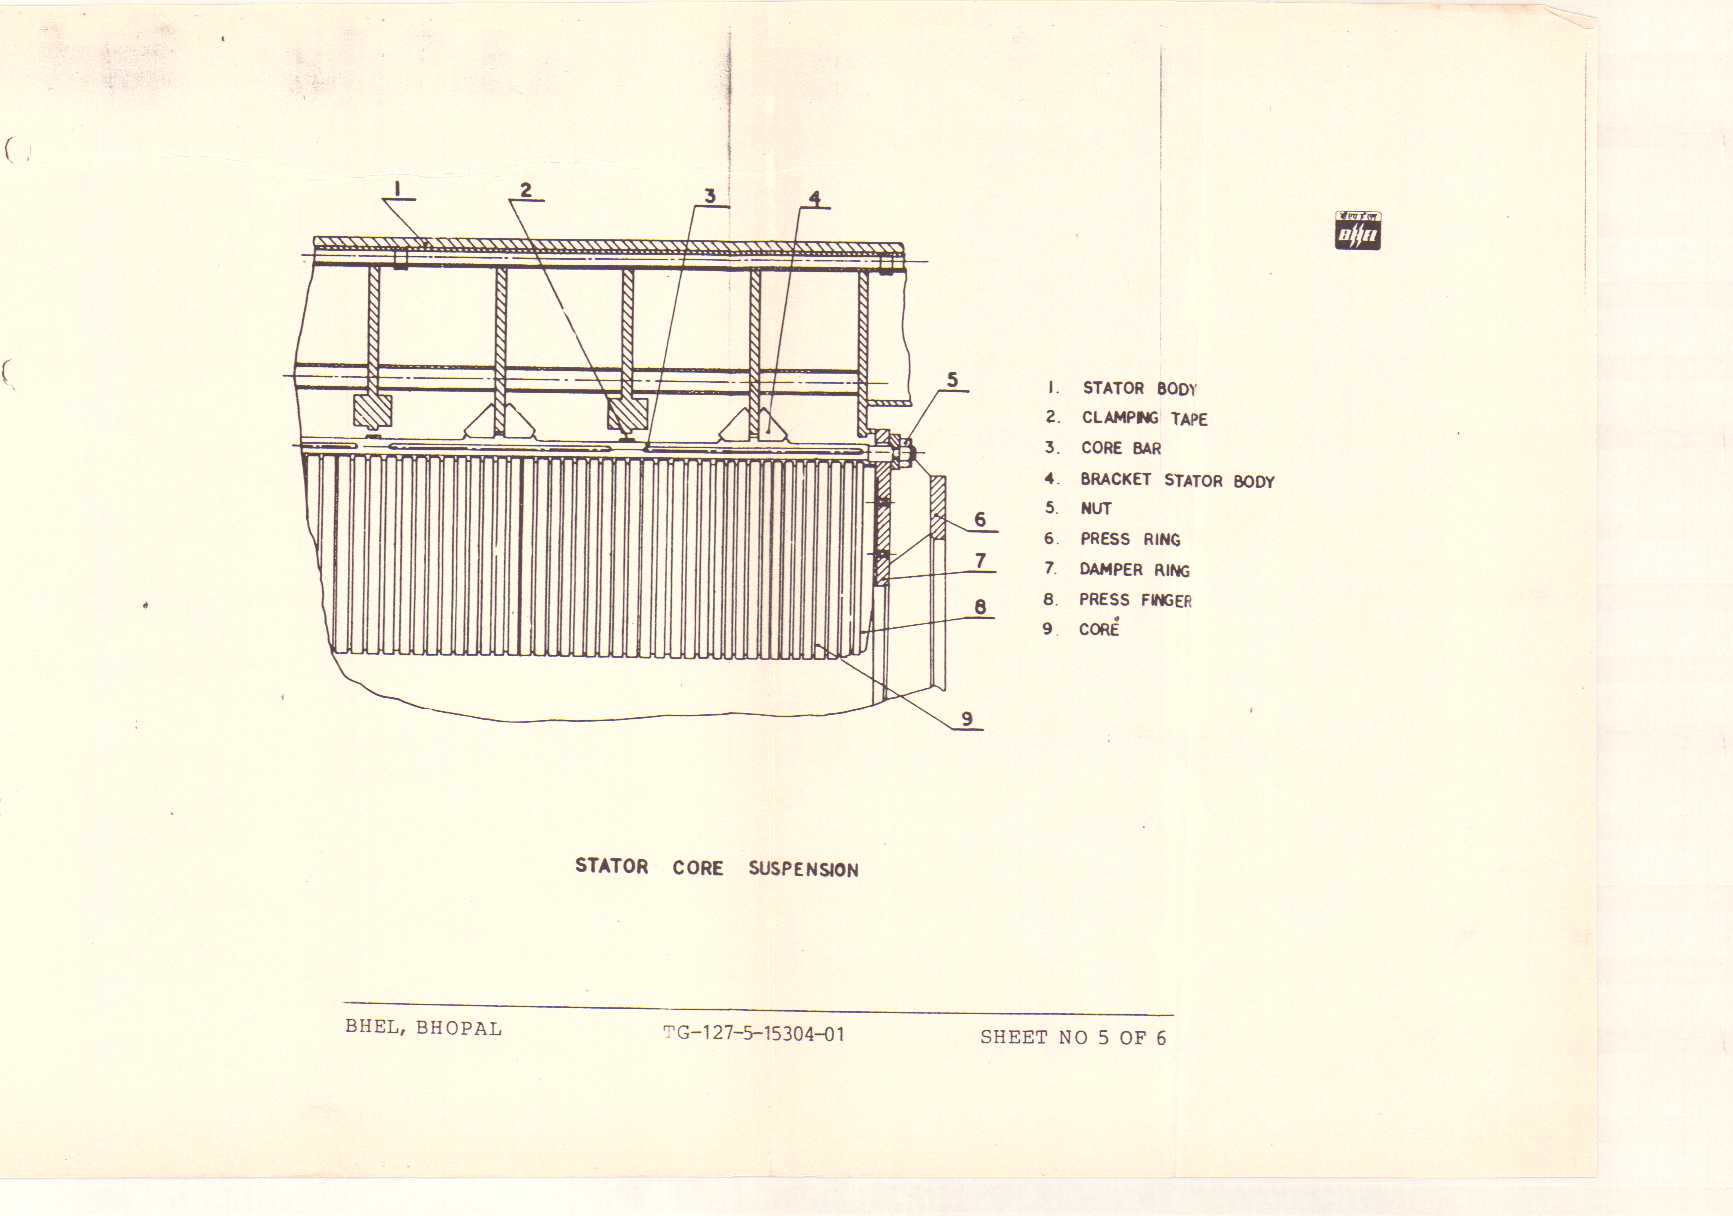 1 2 3 4
बी एच ई एल
BHEL
5
6
7
8
9
1. STATOR BODY
2. CLAMPING TAPE
3. CORE BAR
4. BRACKET STATOR BODY
5. NUT
6. PRESS RING
7. DAMPER RING
8. PRESS FINGER
9. CORE
STATOR CORE SUSPENSION
BHEL, BHOPAL TG-127-5-15304-01 SHEET NO 5 OF 6